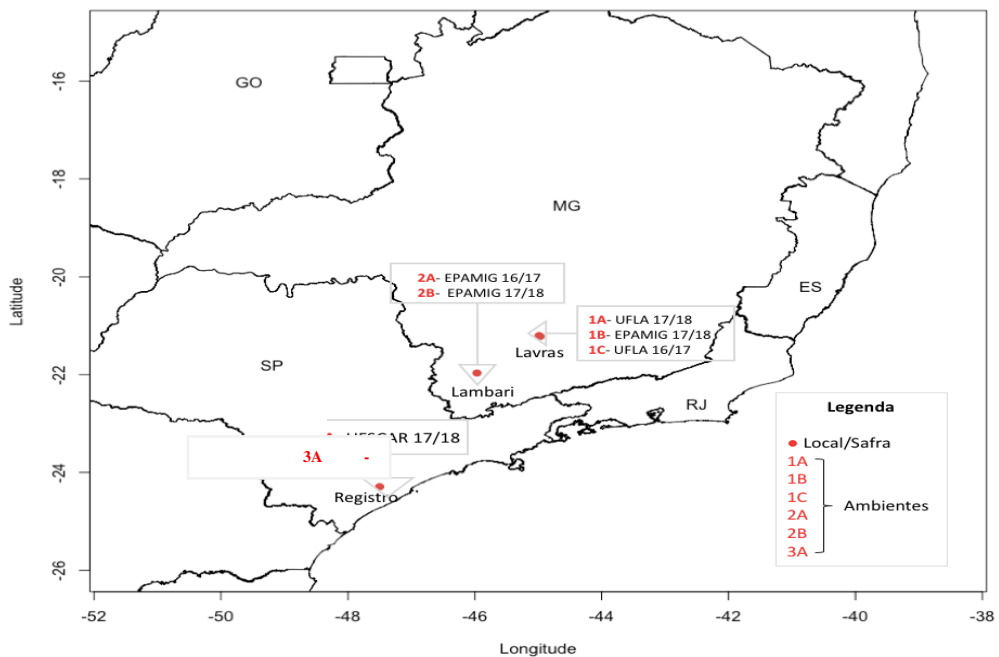 GO
MG
ES
SP
RJ
2A- EPAMIG 16/17
2B- EPAMIG 17/18
1A- UFLA 17/18
1B- EPAMIG 17/18
1C- UFLA 16/17
Lavras
Lambari
UFSCAR 17/18
3A -
Registro
Legenda
Local/Safra
1A
1B
1C
2A
2B
3A
Ambientes
Latitude
-16
-18
-20
-22
-24
-26
-52 -50 -48 -46 -44 -42 -40 -38
Longitude